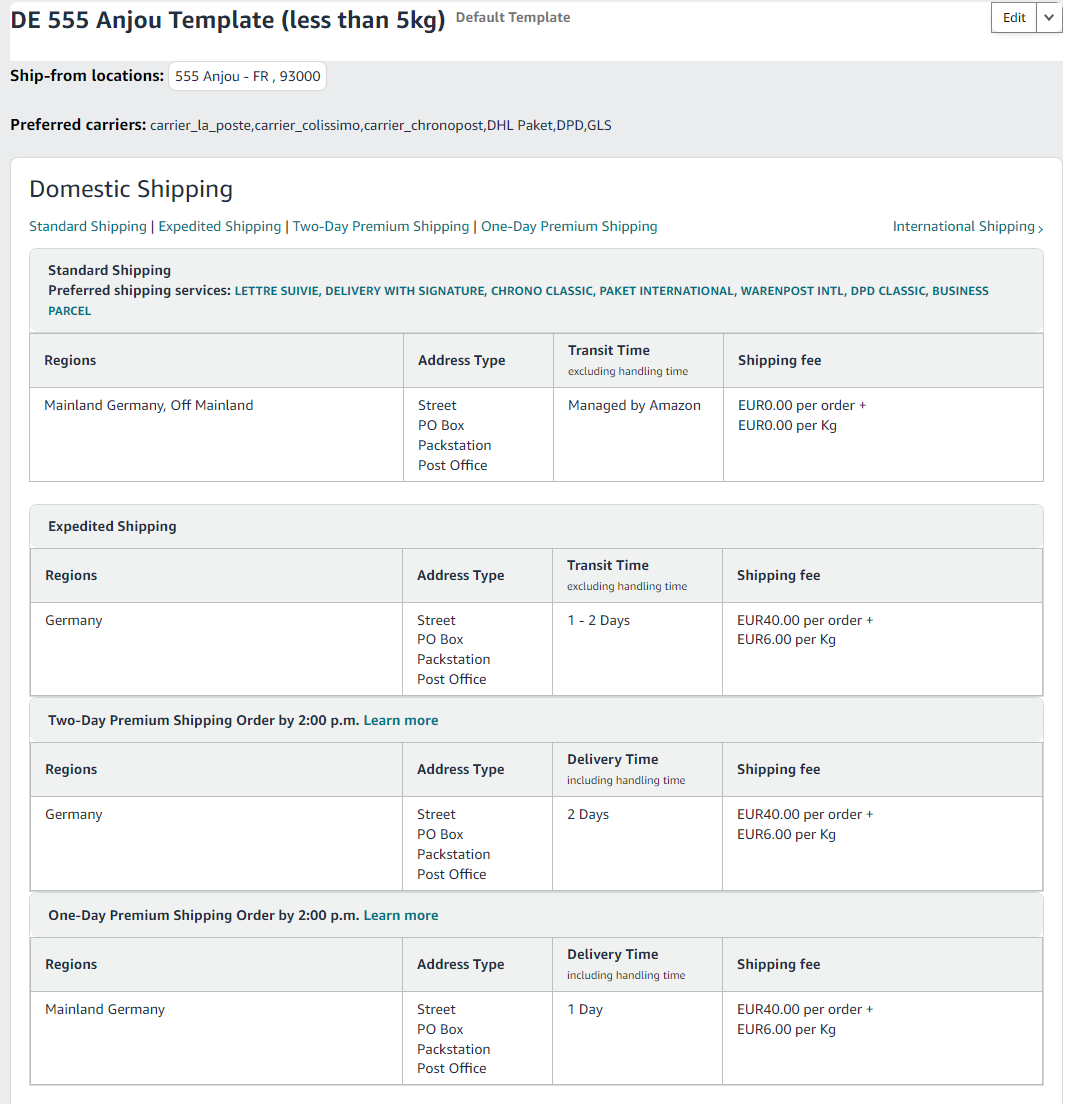 DE 555 Anjou Template (less than 5kg) Default Template
Edit
Ship-from locations: 555 Anjou - FR , 93000
Preferred carriers: carrier_la_poste,carrier_colissimo,carrier_chronopost,DHL Paket,DPD,GLS
Domestic Shipping
Standard Shipping | Expedited Shipping | Two-Day Premium Shipping | One-Day Premium Shipping
International Shipping ›
Standard Shipping
Preferred shipping services: LETTRE SUIVIE, DELIVERY WITH SIGNATURE, CHRONO CLASSIC, PAKET INTERNATIONAL, WARENPOST INTL, DPD CLASSIC, BUSINESS
PARCEL
Regions
Address Type
Transit Time
excluding handling time
Shipping fee
Mainland Germany, Off Mainland
Street
PO Box
Packstation
Post Office
Managed by Amazon
EUR0.00 per order +
EUR0.00 per Kg
Expedited Shipping
Regions
Address Type
Transit Time
excluding handling time
Shipping fee
Germany
Street
PO Box
Packstation
Post Office
1 - 2 Days
EUR40.00 per order +
EUR6.00 per Kg
Two-Day Premium Shipping Order by 2:00 p.m. Learn more
Regions
Address Type
Delivery Time
including handling time
Shipping fee
Germany
Street
PO Box
Packstation
Post Office
2 Days
EUR40.00 per order +
EUR6.00 per Kg
One-Day Premium Shipping Order by 2:00 p.m. Learn more
Regions
Address Type
Delivery Time
including handling time
Shipping fee
Mainland Germany
Street
PO Box
Packstation
Post Office
1 Day
EUR40.00 per order +
EUR6.00 per Kg